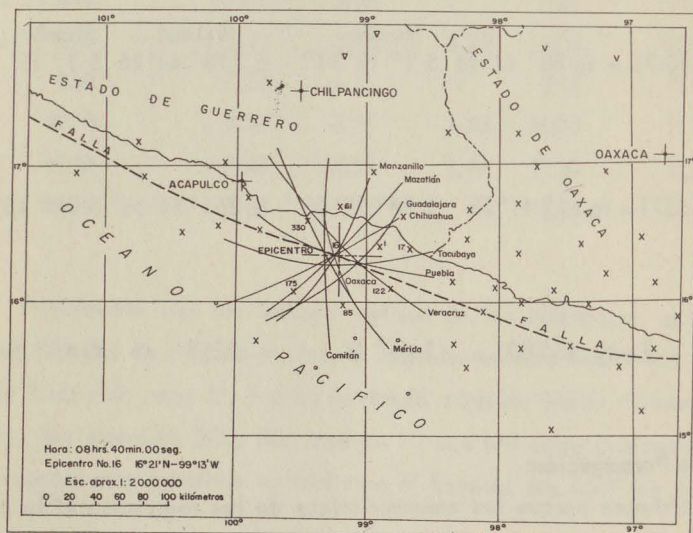 101° 100° 99° 98° 97
ESTADO DE GUERRERO
CHILPANCINGO
ESTADO DE OAXACA
OAXACA
FALLA
17°
17°
Manzanillo
Mazatlán
ACAPULCO
Guadalajara
Chihuahua
61
330
OCEANO
EPICENTRO
16
1
17
Tacubaya
Puebla
Oaxaca
175
122
16°
16°
85
Veracruz
FALLA
Comitán
Mérida
PACIFICO
15°
Hora: 08 hrs. 40 min. 00 seg.
Epicentro No.16 16°21'N-99°13'W
Esc. aprox. 1: 2 000 000
0 20 40 60 80 100 kilómetros
101° 100° 99° 98° 97